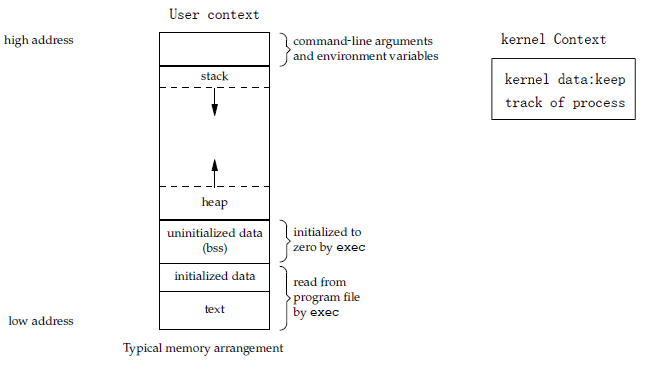 User context
high address
command-line arguments
and environment variables
kernel Context
stack
kernel data:keep
track of process
heap
uninitialized data
(bss)
initialized to
zero by exec
initialized data
read from
program file
by exec
text
low address
Typical memory arrangement